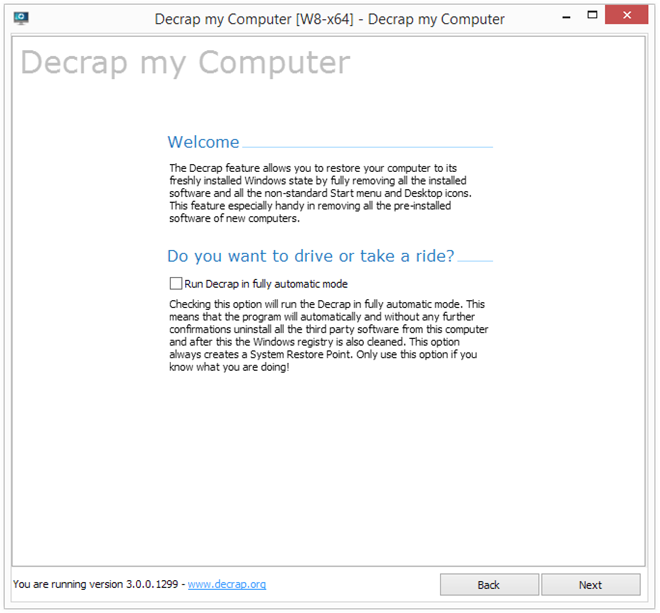 Decrap my Computer [W8-x64] - Decrap my Computer
Decrap my Computer
Welcome
The Decrap feature allows you to restore your computer to its
freshly installed Windows state by fully removing all the installed
software and all the non-standard Start menu and Desktop icons.
This feature especially handy in removing all the pre-installed
software of new computers.
Do you want to drive or take a ride?
Run Decrap in fully automatic mode
Checking this option will run the Decrap in fully automatic mode. This
means that the program will automatically and without any further
confirmations uninstall all the third party software from this computer
and after this the Windows registry is also cleaned. This option
always creates a System Restore Point. Only use this option if you
know what you are doing!
You are running version 3.0.0.1299 - www.decrap.org
Back
Next